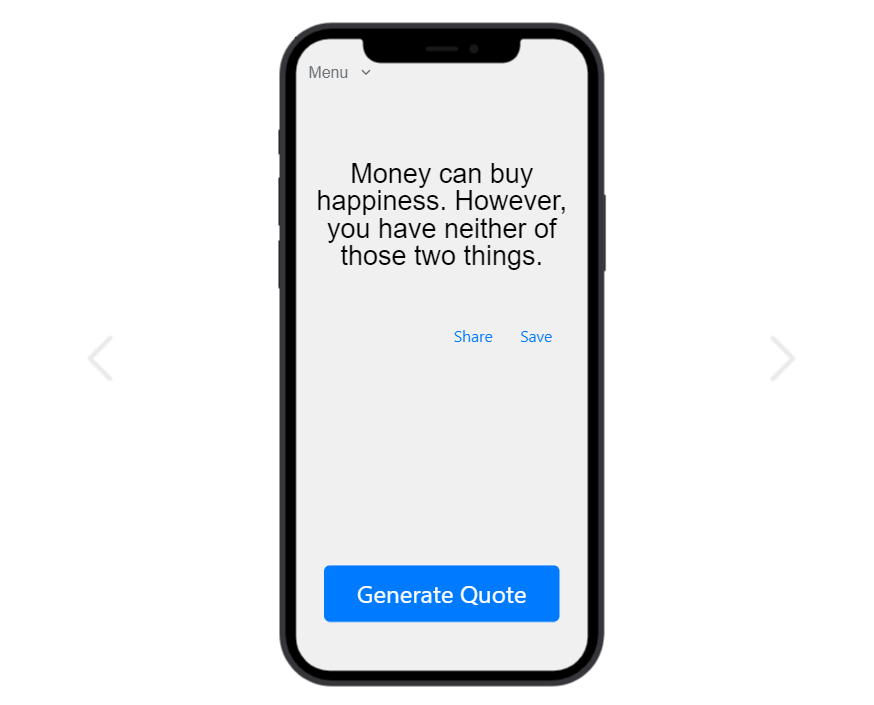 Menu
Money can buy
happiness. However,
you have neither of
those two things.
Share Save
Generate Quote